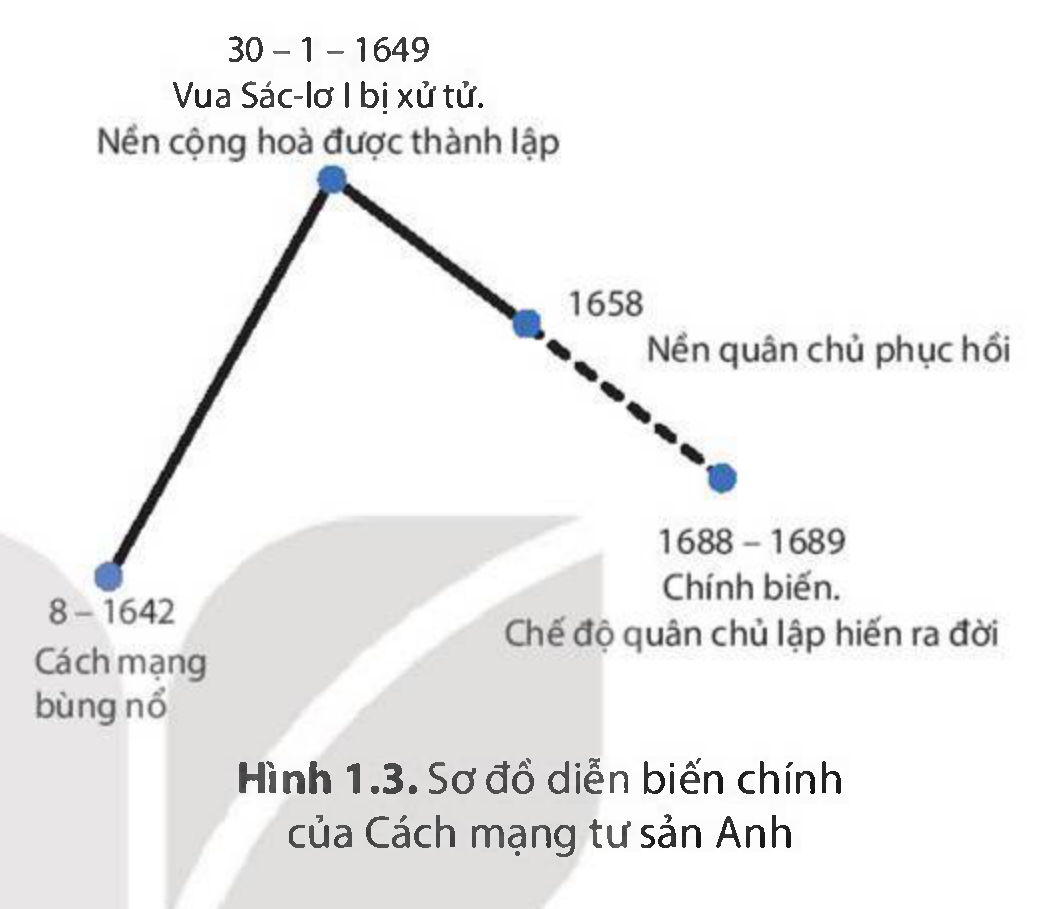 30 – 1 – 1649
Vua Sác-lơ I bị xử tử.
Nền cộng hoà được thành lập
1658
Nền quân chủ phục hồi
1688 – 1689
Chính biến.
Chế độ quân chủ lập hiến ra đời
8 – 1642
Cách mạng
bùng nổ
Hình 1.3. Sơ đồ diễn biến chính
của Cách mạng tư sản Anh